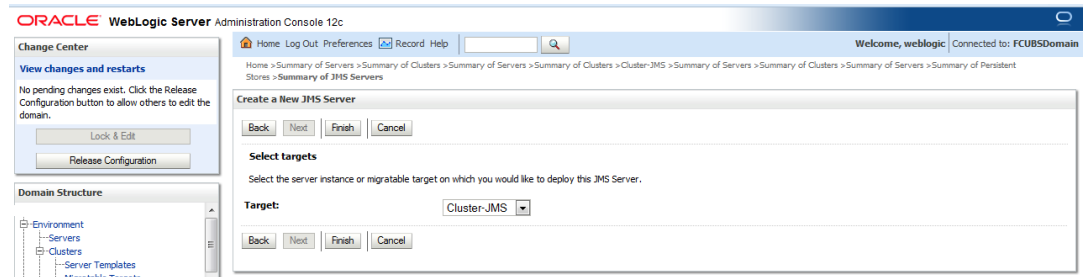 ORACLE WebLogic Server Administration Console 12c
Change Center
View changes and restarts
No pending changes exist. Click the Release
Configuration button to allow others to edit the
domain.
Lock & Edit
Release Configuration
Domain Structure
Environment
Servers
Clusters
Server Templates
Migratable Targets
Home Log Out Preferences Record Help
Welcome, weblogic Connected to: FCUBSDomain
Home >Summary of Servers >Summary of Clusters >Summary of Servers >Summary of Clusters >Cluster-JMS >Summary of Servers >Summary of Clusters >Summary of Servers >Summary of Persistent
Stores >Summary of JMS Servers
Create a New JMS Server
Back Next Finish Cancel
Select targets
Select the server instance or migratable target on which you would like to deploy this JMS Server.
Target: Cluster-JMS
Back Next Finish Cancel